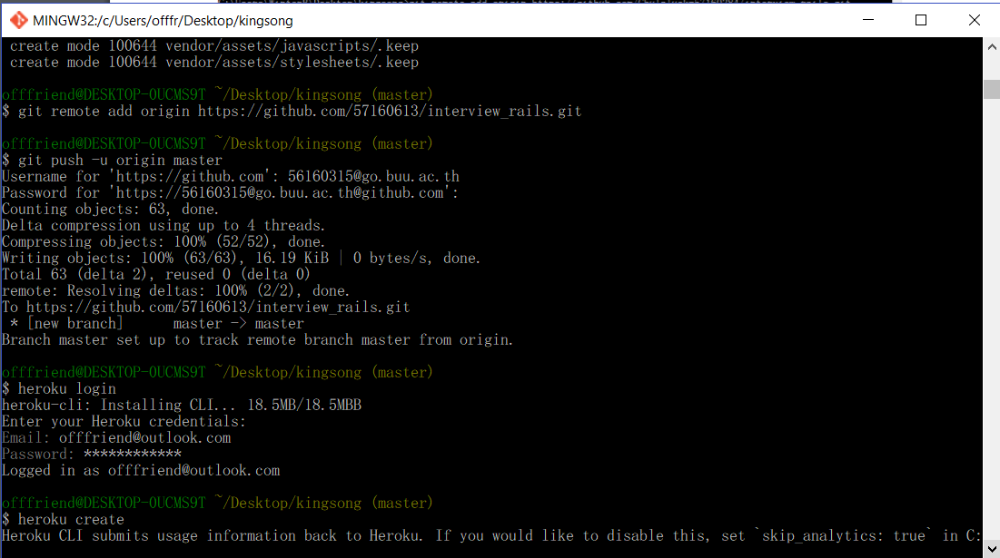 MINGW32:/c/Users/offfr/Desktop/kingsong
create mode 100644 vendor/assets/javascripts/.keep
create mode 100644 vendor/assets/stylesheets/.keep
offfriend@DESKTOP-0UCMS9T ~/Desktop/kingsong (master)
$ git remote add origin https://github.com/57160613/interview_rails.git
offfriend@DESKTOP-0UCMS9T ~/Desktop/kingsong (master)
$ git push -u origin master
Username for 'https://github.com': 56160315@go.buu.ac.th
Password for 'https://56160315@go.buu.ac.th@github.com':
Counting objects: 63, done.
Delta compression using up to 4 threads.
Compressing objects: 100% (52/52), done.
Writing objects: 100% (63/63), 16.19 KiB | 0 bytes/s, done.
Total 63 (delta 2), reused 0 (delta 0)
remote: Resolving deltas: 100% (2/2), done.
To https://github.com/57160613/interview_rails.git
* [new branch]      master -> master
Branch master set up to track remote branch master from origin.
offfriend@DESKTOP-0UCMS9T ~/Desktop/kingsong (master)
$ heroku login
heroku-cli: Installing CLI... 18.5MB/18.5MBB
Enter your Heroku credentials:
Email: offfriend@outlook.com
Password: ************
Logged in as offfriend@outlook.com
offfriend@DESKTOP-0UCMS9T ~/Desktop/kingsong (master)
$ heroku create
Heroku CLI submits usage information back to Heroku. If you would like to disable this, set `skip_analytics: true` in C: